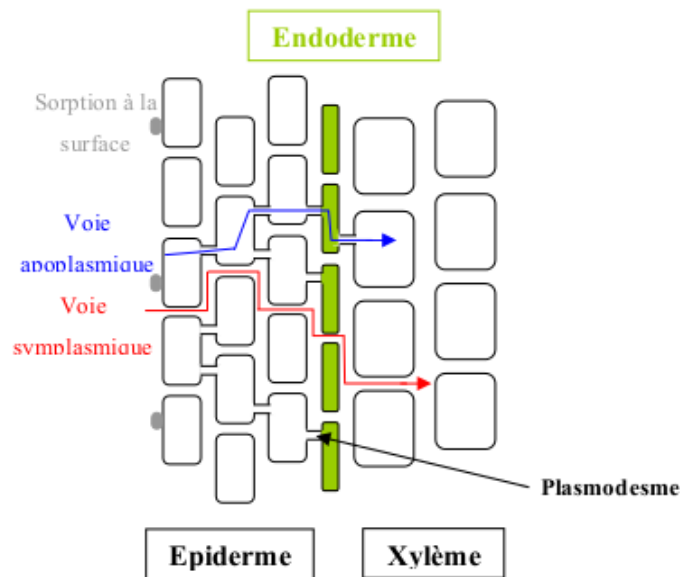 Endoderme
Sorption à la
surface
Voie
apoplasmique
Voie
symplasmique
Plasmodesme
Epiderme
Xylème